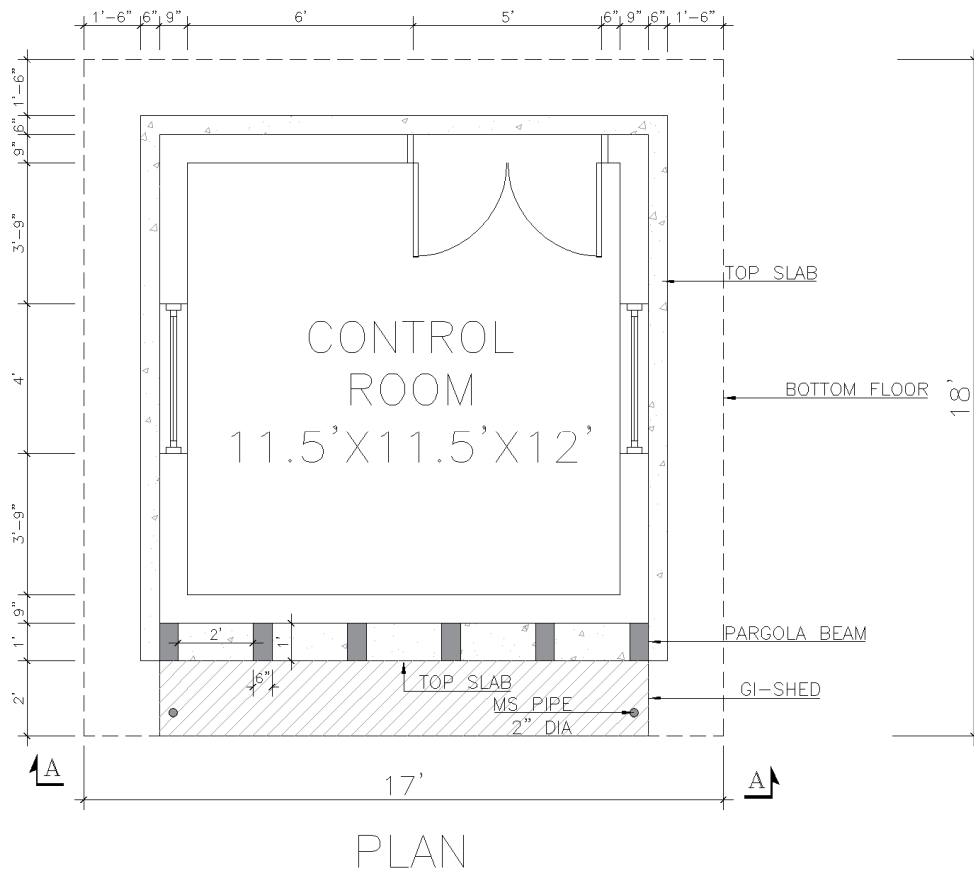 1'-6" 6" 9" 6' 5' 6" 9" 6" 1'-6"
1'-6"
6"
9"
3'-9"
4'
3'-9"
9"
1'
2'
TOP SLAB
BOTTOM FLOOR
18'
CONTROL
ROOM
11.5'X11.5'X12'
2'
1'
PARGOLA BEAM
6"
TOP SLAB
GI-SHED
MS PIPE
2" DIA
A
A
17'
PLAN